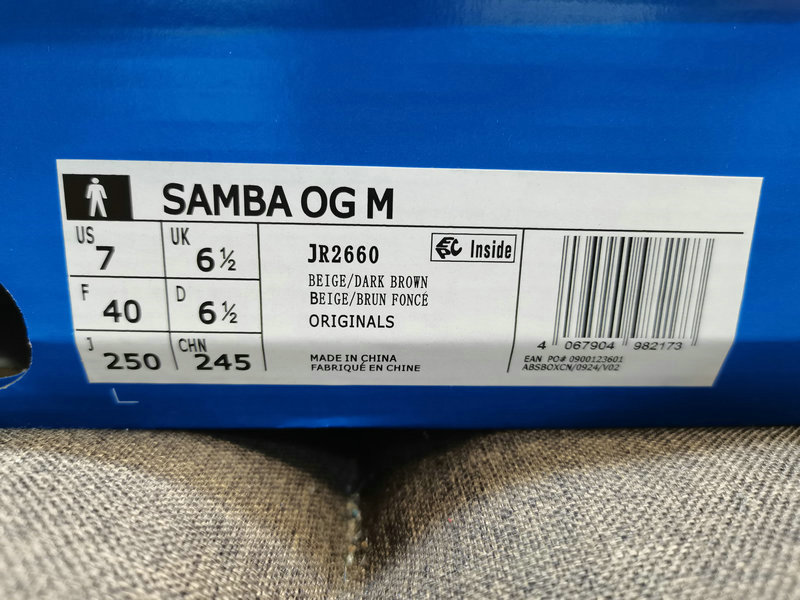 SAMBA OG M
US 7
UK 6½
F 40
D 6½
J 250
CHN 245
JR2660
EPC Inside
BEIGE/DARK BROWN
BEIGE/BRUN FONCÉ
ORIGINALS
MADE IN CHINA
FABRIQUÉ EN CHINE
4 067904 982173
EAN PO# 0900123601
ABSBOXCN/0924/V02